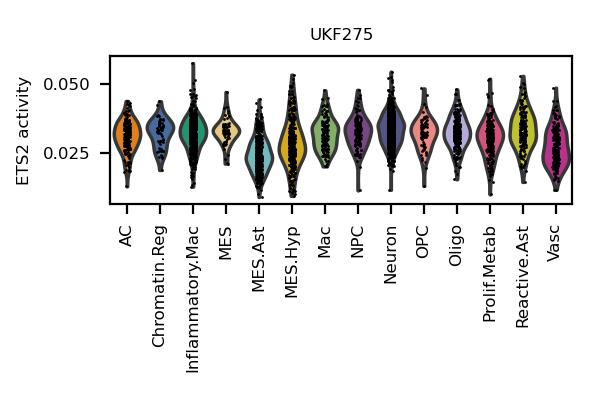 UKF275
ETS2 activity
0.050
0.025
AC
Chromatin.Reg
Inflammatory.Mac
MES
MES.Ast
MES.Hyp
Mac
NPC
Neuron
OPC
Oligo
Prolif.Metab
Reactive.Ast
Vasc